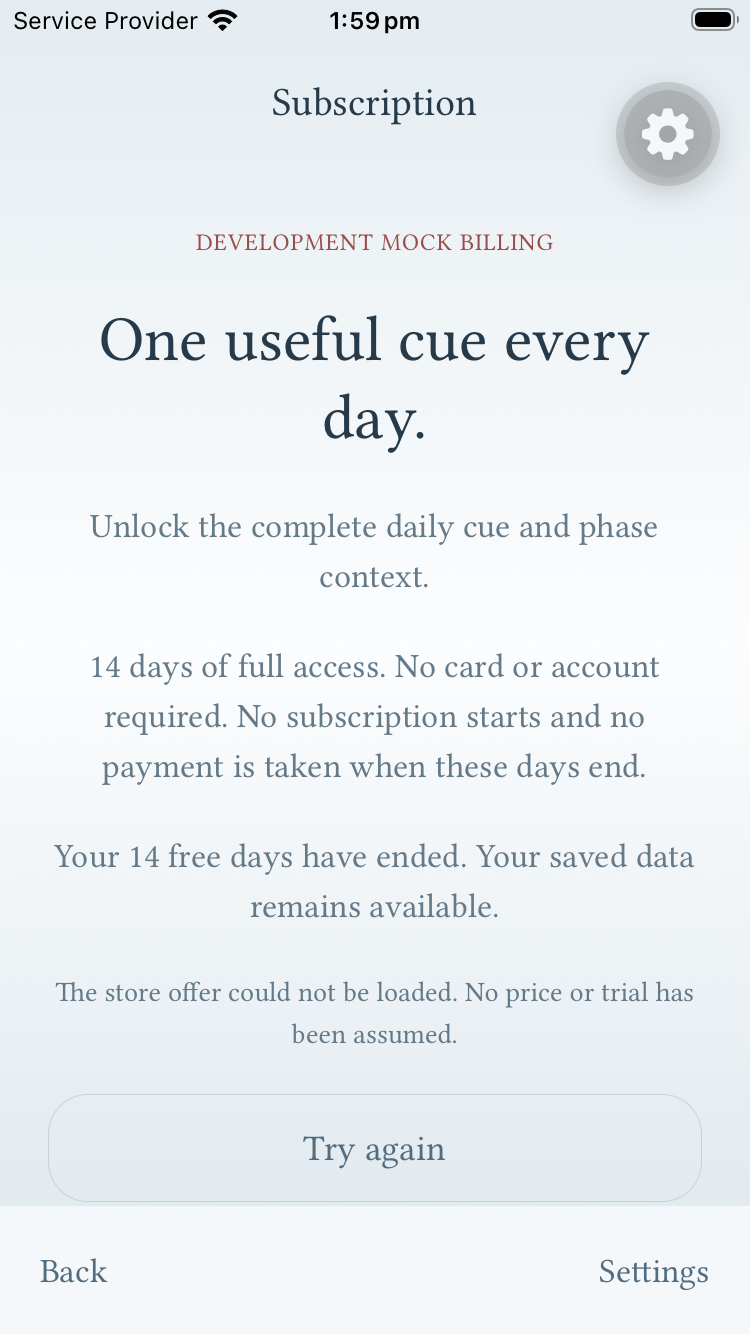 Service Provider 1:59 pm
Subscription
DEVELOPMENT MOCK BILLING
One useful cue every
day.
Unlock the complete daily cue and phase
context.
14 days of full access. No card or account
required. No subscription starts and no
payment is taken when these days end.
Your 14 free days have ended. Your saved data
remains available.
The store offer could not be loaded. No price or trial has
been assumed.
Try again
Back Settings